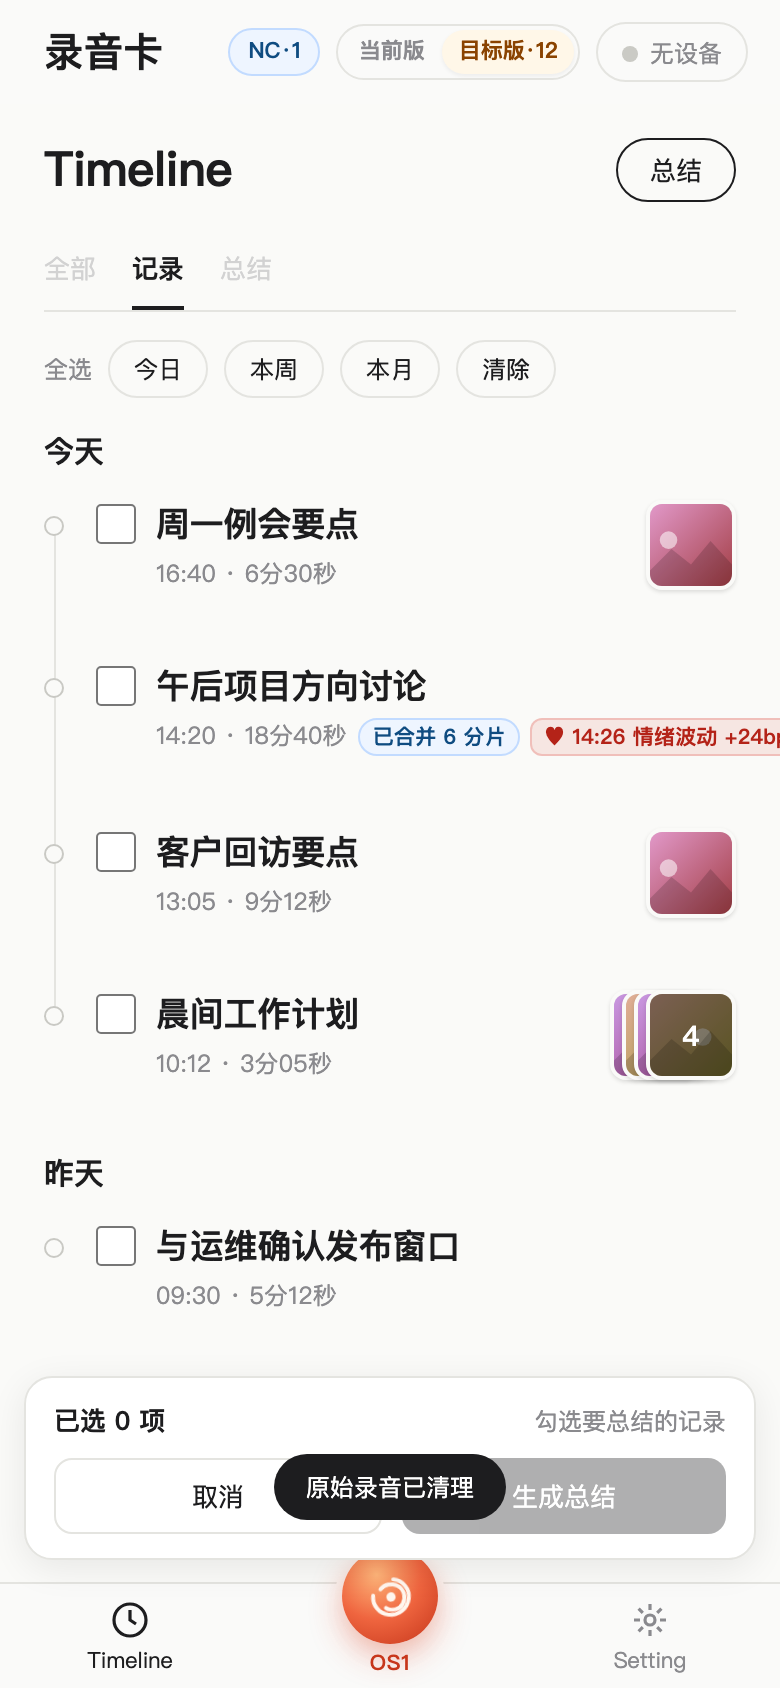 录音卡 NC·1 当前版 目标版·12 无设备
Timeline 总结
全部 记录 总结
全选 今日 本周 本月 清除
今天
周一例会要点
16:40 · 6分30秒
午后项目方向讨论
14:20 · 18分40秒 已合并 6 分片 ♥ 14:26 情绪波动 +24bp
客户回访要点
13:05 · 9分12秒
晨间工作计划
4
10:12 · 3分05秒
昨天
与运维确认发布窗口
09:30 · 5分12秒
已选 0 项 勾选要总结的记录
取消 原始录音已清理 生成总结
Timeline OS1 Setting